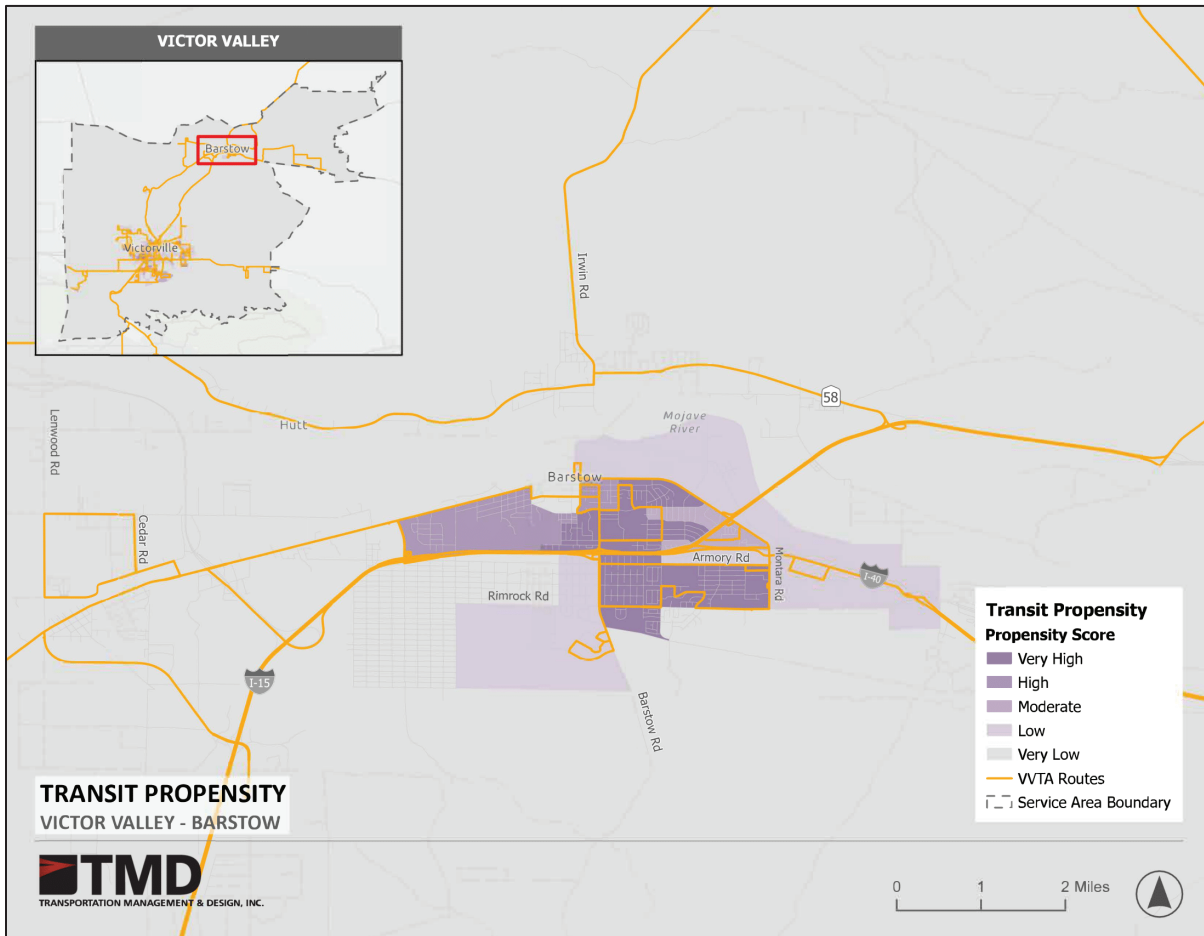 VICTOR VALLEY
Barstow
Victorville
Irwin Rd
58
Lenwood Rd
Hutt
Mojave
River
Barstow
Cedar Rd
Armory Rd
Montara Rd
I-40
Rimrock Rd
I-15
Barstow Rd
Transit Propensity
Propensity Score
Very High
High
Moderate
Low
Very Low
VVTA Routes
Service Area Boundary
TRANSIT PROPENSITY
VICTOR VALLEY - BARSTOW
TMD
TRANSPORTATION MANAGEMENT & DESIGN, INC.
0 1 2 Miles